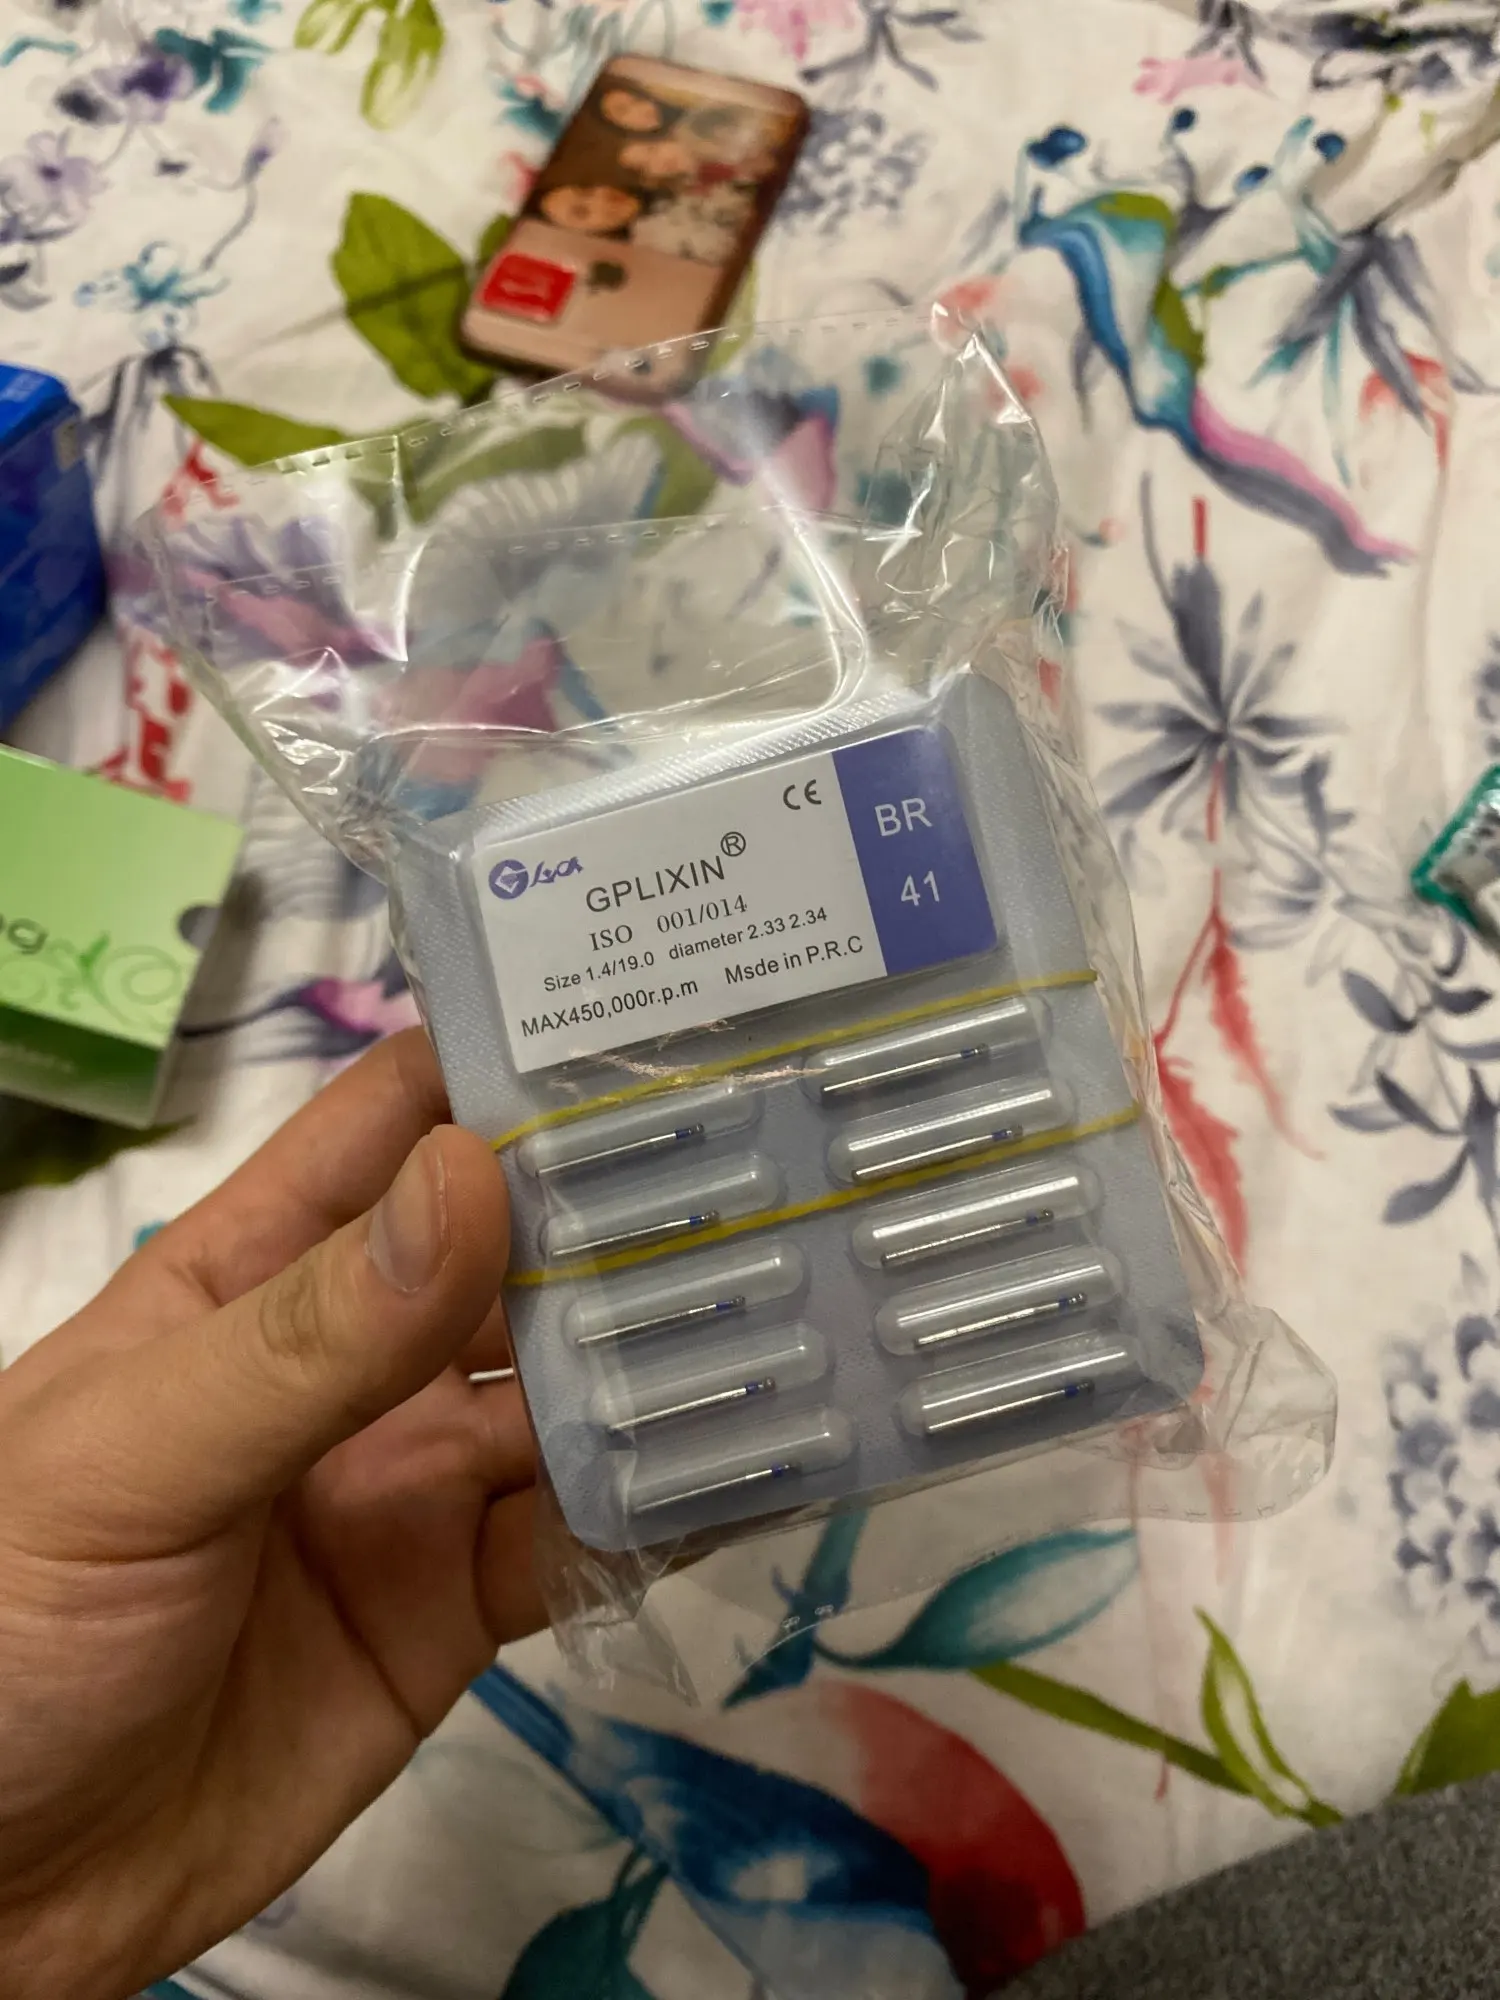 CE
GPLIXIN®
ISO 001/014
Size 1.4/19.0 diameter 2.33 2.34
MAX450,000r.p.m Msde in P.R.C
BR
41